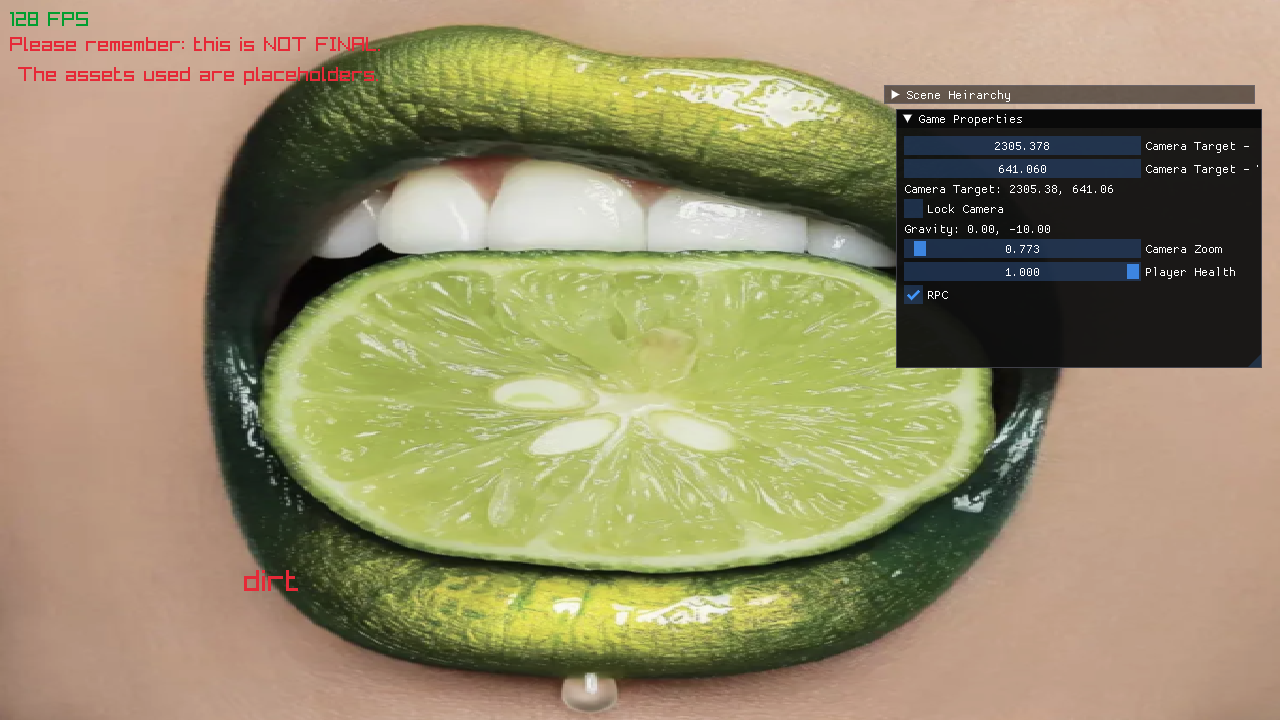 128 FPS
Please remember: this is NOT FINAL.
The assets used are placeholders.
Scene Heirarchy
Game Properties
2305.378 Camera Target -
641.060 Camera Target -
Camera Target: 2305.38, 641.06
Lock Camera
Gravity: 0.00, -10.00
0.773 Camera Zoom
1.000 Player Health
RPC
dirt